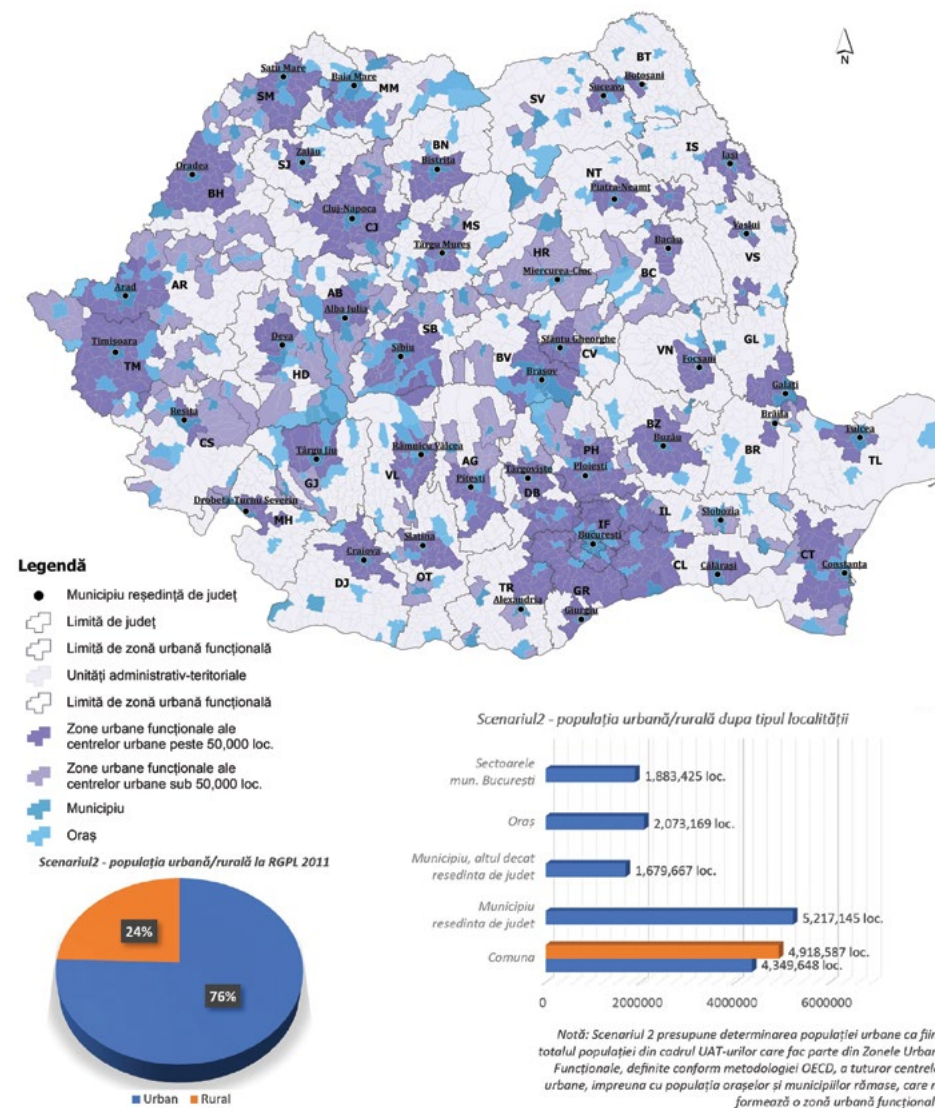 N
BT
Botoșani
Satu Mare
Baia Mare
MM
SM
SV
Suceava
BN
IS
Iași
Oradea
SJ
Zalău
Bistrița
NT
BH
Piatra-Neamț
Cluj-Napoca
CJ
MS
Vaslui
Târgu Mureș
HR
Bacău
VS
BC
Miercurea-Ciuc
AR
Arad
AB
Alba Iulia
SB
Timișoara
Deva
Sibiu
BV
Sfântu Gheorghe
CV
VN
GL
TM
HD
Brașov
Focșani
Galați
Reșița
Brăila
CS
BZ
Tulcea
Târgu Jiu
Râmnicu Vâlcea
AG
PH
Buzău
BR
TL
GJ
VL
Pitești
Târgoviște
Ploiești
DB
Drobeta-Turnu Severin
IL
MH
IF
Slobozia
București
Slatina
CT
Craiova
CL
Călărași
Constanța
DJ
OT
TR
GR
Alexandria
Giurgiu
Legendă
Municipiu reședință de județ
Limită de județ
Limită de zonă urbană funcțională
Unități administrativ-teritoriale
Limită de zonă urbană funcțională
Zone urbane funcționale ale
centrelor urbane peste 50,000 loc.
Zone urbane funcționale ale
centrelor urbane sub 50,000 loc.
Municipiu
Oraș
Scenariul2 - populația urbană/rurală la RGPL 2011
24%
76%
Urban Rural
Scenariul2 - populația urbană/rurală dupa tipul localității
Sectoarele
mun. București
1,883,425 loc.
Oraș
2,073,169 loc.
Municipiu, altul decat
resedinta de judet
1,679,667 loc.
Municipiu
resedinta de judet
5,217,145 loc.
Comuna
4,918,587 loc.
4,349,648 loc.
0 2000000 4000000 6000000
Notă: Scenariul 2 presupune determinarea populației urbane ca fiin
totalul populației din cadrul UAT-urilor care fac parte din Zonele Urban
Funcționale, definite conform metodologiei OECD, a tuturor centrelo
urbane, impreuna cu populația orașelor și municipiilor rămase, care n
formează o zonă urbană funcțional